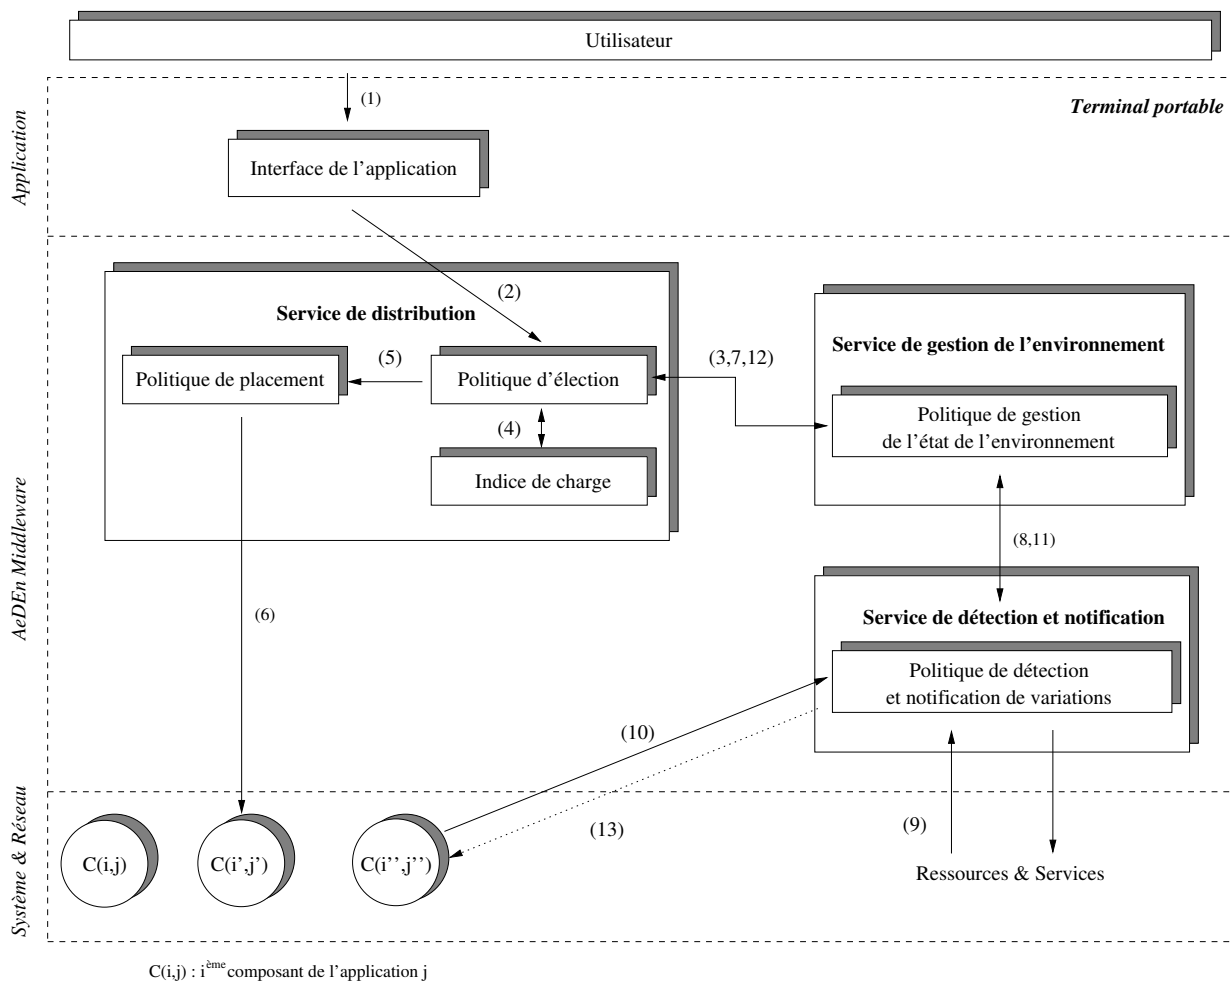 Utilisateur
(1)
Terminal portable
Application
Interface de l'application
(2)
Service de distribution
Service de gestion de l'environnement
(5)
(3,7,12)
Politique de placement
Politique d'élection
Politique de gestion
de l'état de l'environnement
(4)
Indice de charge
AeDEn Middleware
(8,11)
(6)
Service de détection et notification
Politique de détection
et notification de variations
(10)
(13)
(9)
Système & Réseau
C(i,j)
C(i',j')
C(i'',j'')
Ressources & Services
C(i,j) : i ème composant de l'application j